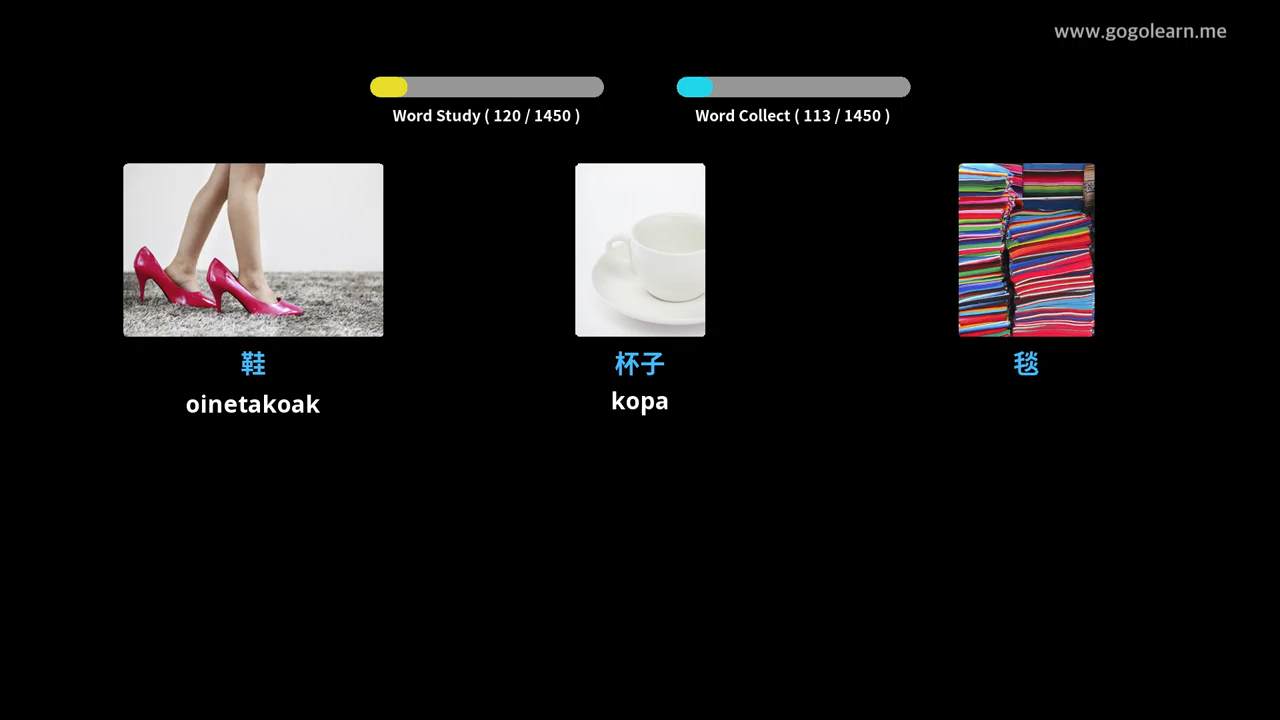 www.gogolearn.me
Word Study ( 120 / 1450 )
Word Collect ( 113 / 1450 )
鞋
杯子
毯
oinetakoak
kopa